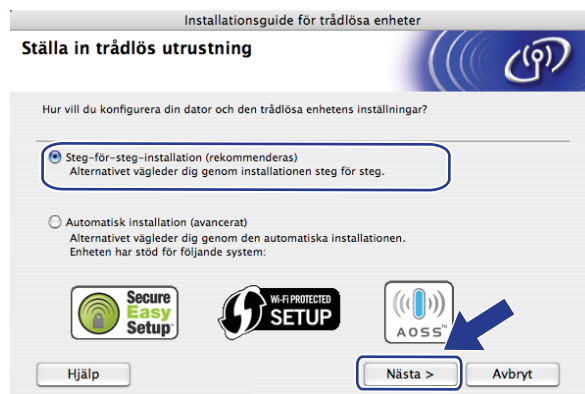 Installationsguide för trådlösa enheter
Ställa in trådlös utrustning
Hur vill du konfigurera din dator och den trådlösa enhetens inställningar?
Steg-för-steg-installation (rekommenderas)
Alternativet vägleder dig genom installationen steg för steg.
Automatisk installation (avancerat)
Alternativet vägleder dig genom den automatiska installationen.
Enheten har stöd för följande system:
Secure
Easy
Setup™
Wi-Fi PROTECTED
SETUP
AOSS™
Hjälp
Nästa >
Avbryt